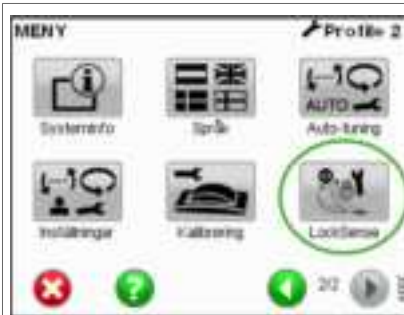 MENY
Profile 2
Systeminfo
Språk
AUTO
Auto-tuning
Inställningar
Kalibrering
LockSense
2/2